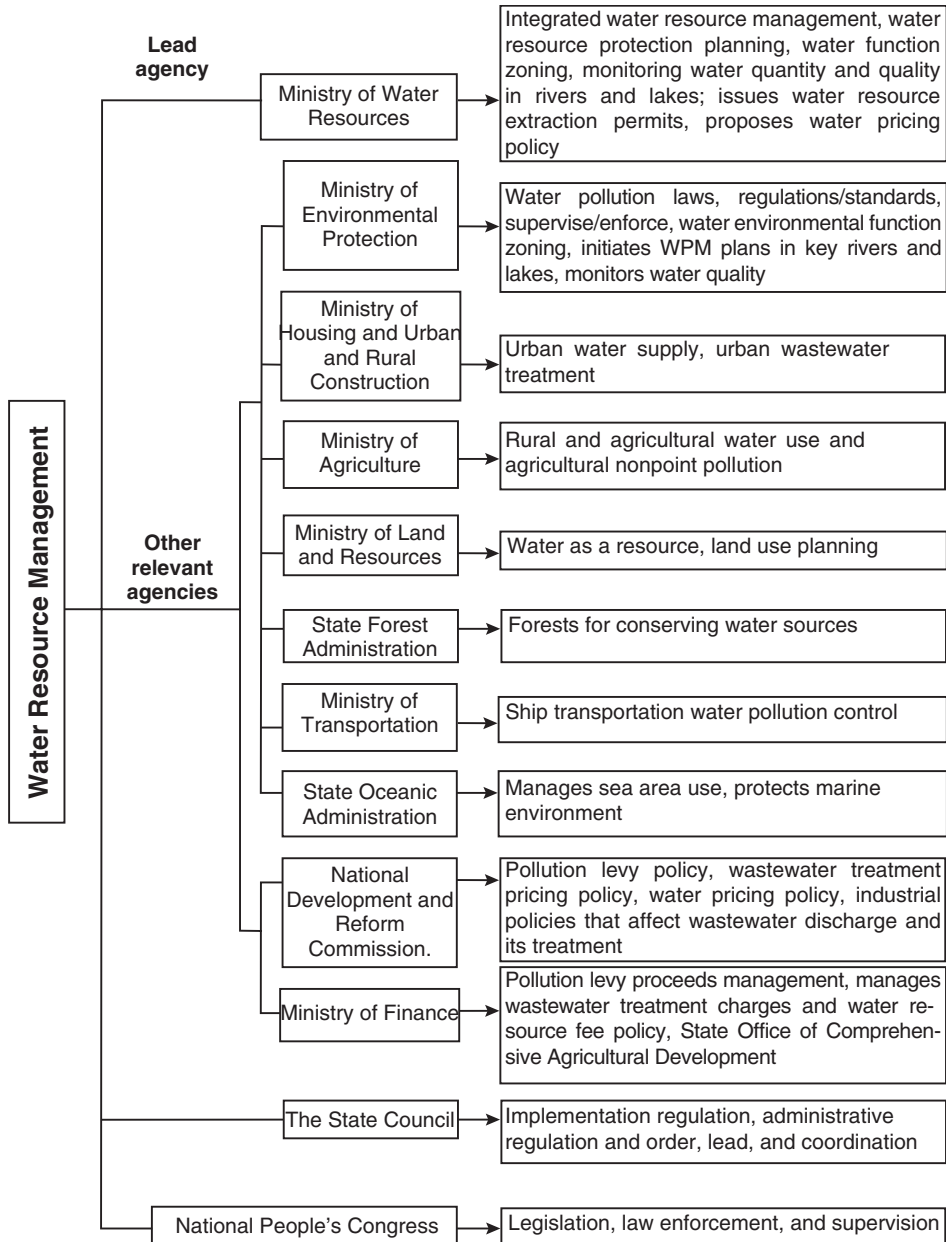 Lead
agency
Ministry of Water
Resources
Integrated water resource management, water
resource protection planning, water function
zoning, monitoring water quantity and quality
in rivers and lakes; issues water resource
extraction permits, proposes water pricing
policy
Ministry of
Environmental
Protection
Water pollution laws, regulations/standards,
supervise/enforce, water environmental function
zoning, initiates WPM plans in key rivers and
lakes, monitors water quality
Ministry of
Housing and Urban
and Rural
Construction
Urban water supply, urban wastewater
treatment
Water Resource Management
Other
relevant
agencies
Ministry of
Agriculture
Rural and agricultural water use and
agricultural nonpoint pollution
Ministry of Land
and Resources
Water as a resource, land use planning
State Forest
Administration
Forests for conserving water sources
Ministry of
Transportation
Ship transportation water pollution control
State Oceanic
Administration
Manages sea area use, protects marine
environment
National
Development and
Reform
Commission.
Pollution levy policy, wastewater treatment
pricing policy, water pricing policy, industrial
policies that affect wastewater discharge and
its treatment
Ministry of Finance
Pollution levy proceeds management, manages
wastewater treatment charges and water re-
source fee policy, State Office of Comprehen-
sive Agricultural Development
The State Council
Implementation regulation, administrative
regulation and order, lead, and coordination
National People's Congress
Legislation, law enforcement, and supervision